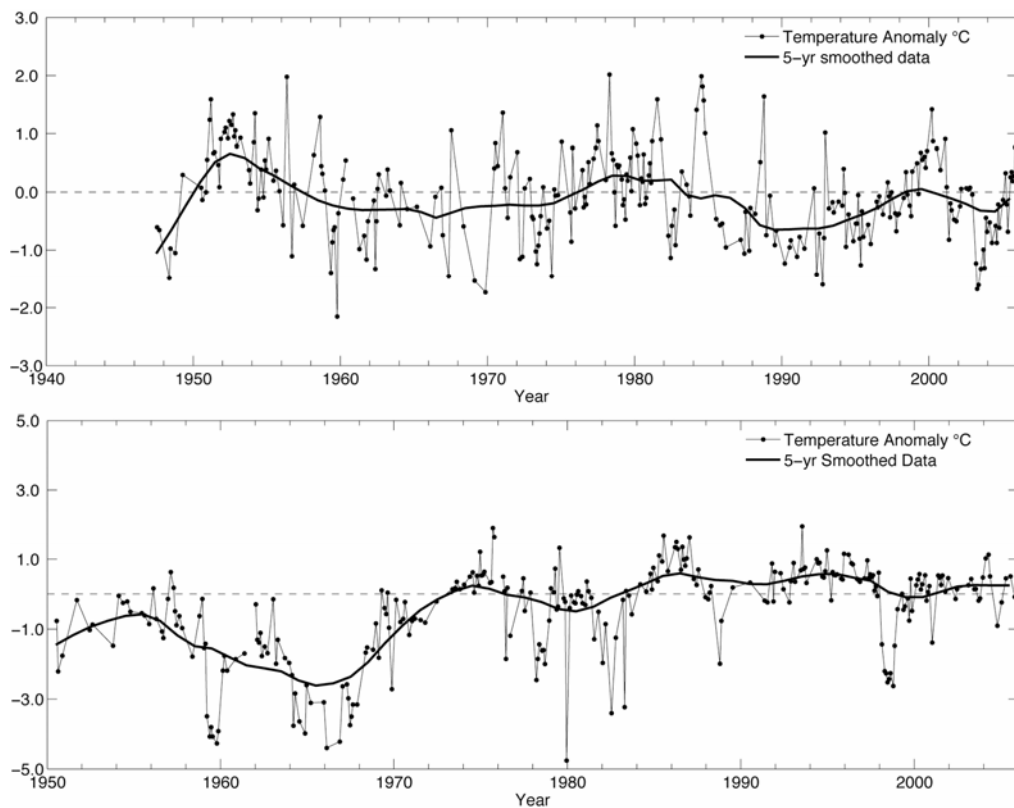 3.0
Temperature Anomaly °C
5-yr smoothed data
2.0
1.0
0.0
-1.0
-2.0
-3.0
1940 1950 1960 1970 1980 1990 2000
Year
5.0
Temperature Anomaly °C
5-yr Smoothed Data
3.0
1.0
-1.0
-3.0
-5.0
1950 1960 1970 1980 1990 2000
Year